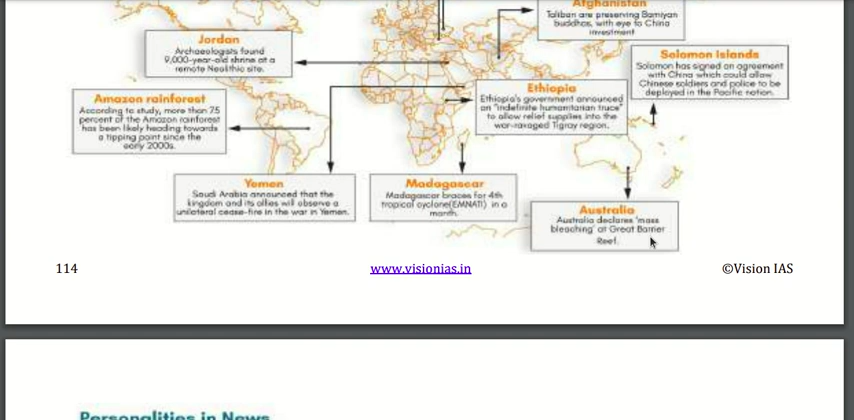 Afghanistan
Taliban are preserving Bamiyan
buddhas, with eye to China
investment
Jordan
Archaeologists found
9,000-year-old shrine at a
remote Neolithic site.
Solomon Islands
Solomon has signed an agreement
with China which could allow
Chinese soldiers and police to be
deployed in the Pacific nation.
Amazon rainforest
According to study, more than 75
percent of the Amazon rainforest
has been likely heading towards
a tipping point since the
early 2000s.
Ethiopia
Ethiopia's government announced
an "indefinite humanitarian truce"
to allow relief supplies into the
war-ravaged Tigray region.
Yemen
Saudi Arabia announced that the
kingdom and its allies will observe a
unilateral cease-fire in the war in Yemen.
Madagascar
Madagascar braces for 4th
tropical cyclone(EMNATI) in a
month.
Australia
Australia declares 'mass
bleaching' at Great Barrier
Reef.
114
www.visionias.in
©Vision IAS
Personalities in News